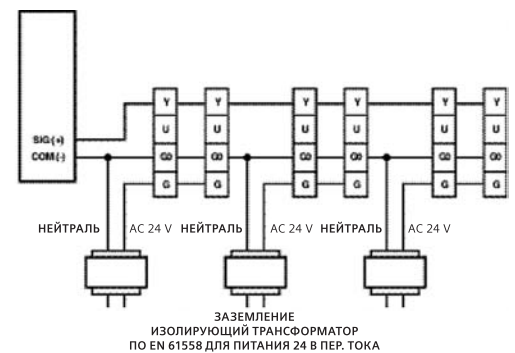 Y Y Y Y Y Y
U U U U U U
SIG(+)
COM(-) G0 G0 G0 G0 G0 G0
G G G G G G
НЕЙТРАЛЬ AC 24 V НЕЙТРАЛЬ AC 24 V НЕЙТРАЛЬ AC 24 V
ЗАЗЕМЛЕНИЕ
ИЗОЛИРУЮЩИЙ ТРАНСФОРМАТОР
ПО EN 61558 ДЛЯ ПИТАНИЯ 24 В ПЕР. ТОКА